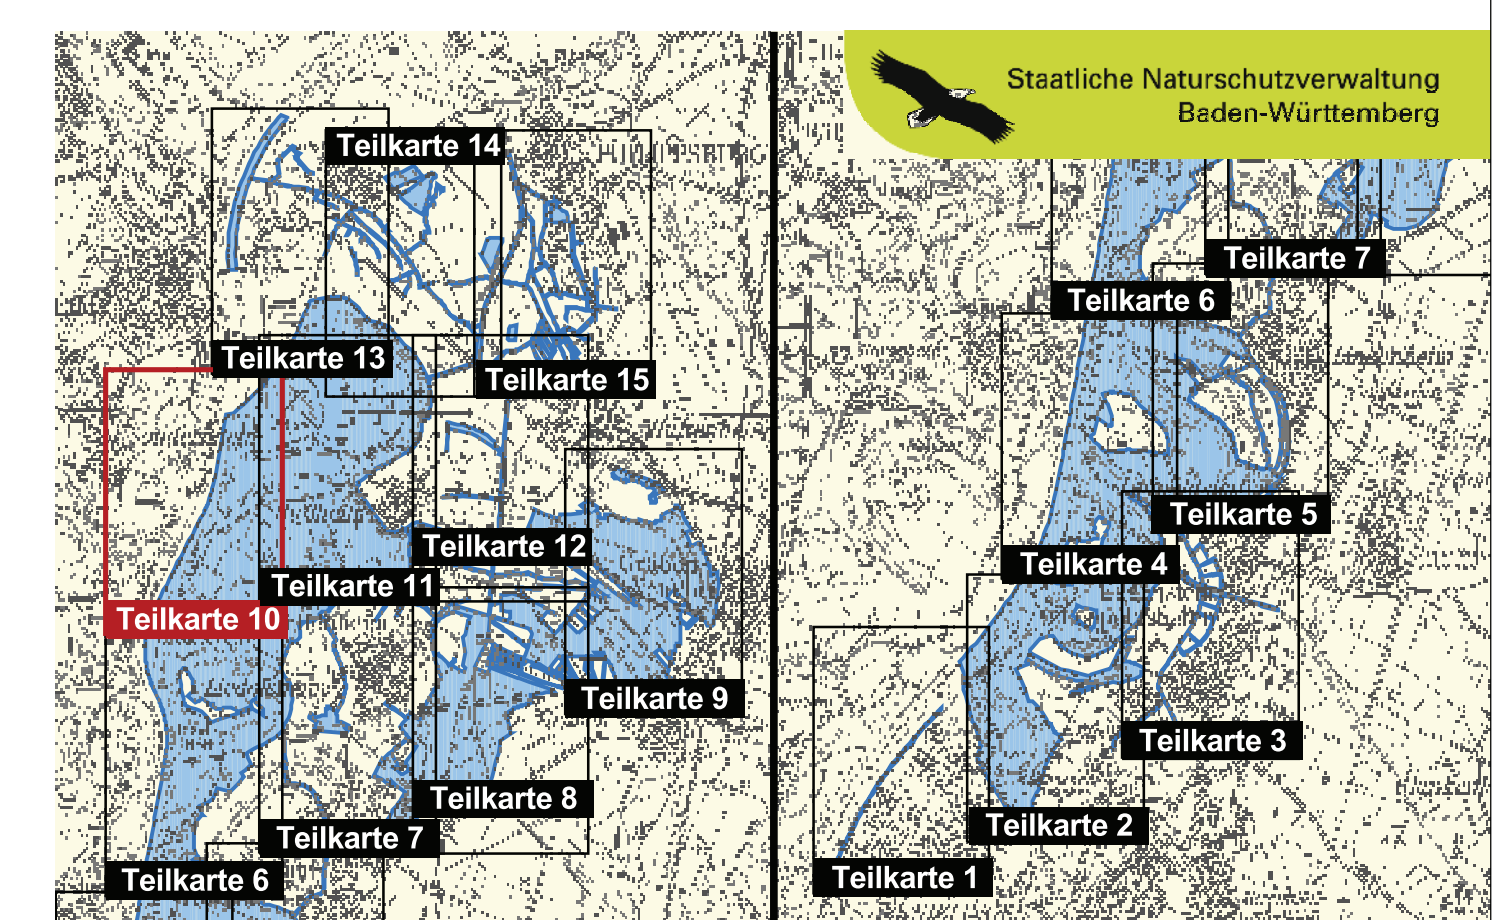 Staatliche Naturschutzverwaltung
Baden-Württemberg
Teilkarte 14
Teilkarte 13
Teilkarte 15
Teilkarte 12
Teilkarte 11
Teilkarte 10
Teilkarte 9
Teilkarte 8
Teilkarte 7
Teilkarte 6
Teilkarte 7
Teilkarte 6
Teilkarte 5
Teilkarte 4
Teilkarte 3
Teilkarte 2
Teilkarte 1